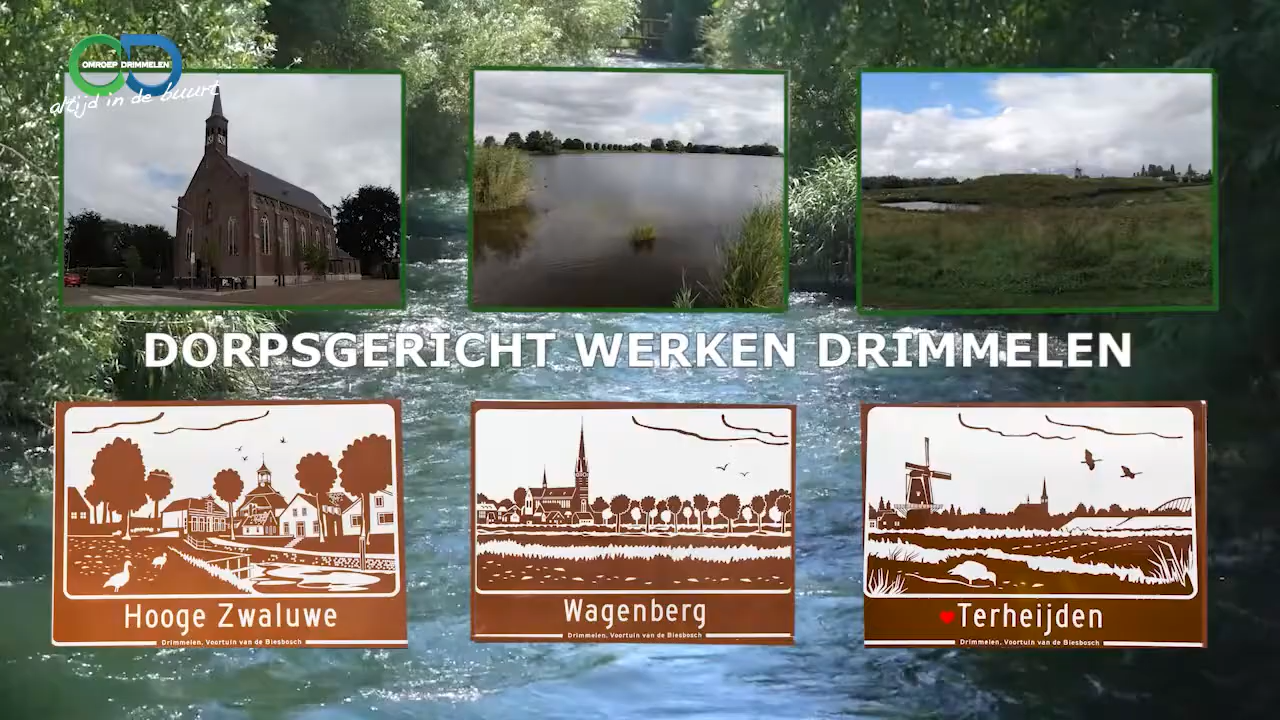 OMROEP DRIMMELEN
altijd in de buurt
DORPSGERICHT WERKEN DRIMMELEN
Hooge Zwaluwe
Drimmelen, Voortuin van de Biesbosch
Wagenberg
Drimmelen, Voortuin van de Biesbosch
Terheijden
Drimmelen, Voortuin van de Biesbosch